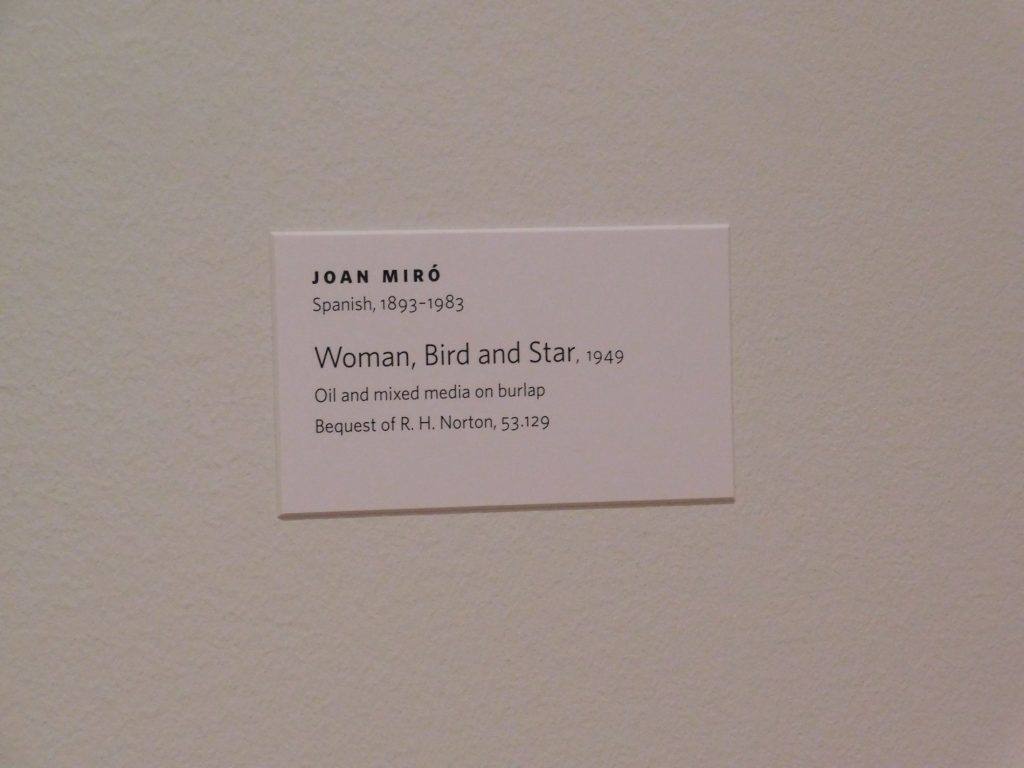 JOAN MIRÓ
Spanish, 1893–1983
Woman, Bird and Star, 1949
Oil and mixed media on burlap
Bequest of R. H. Norton, 53.129